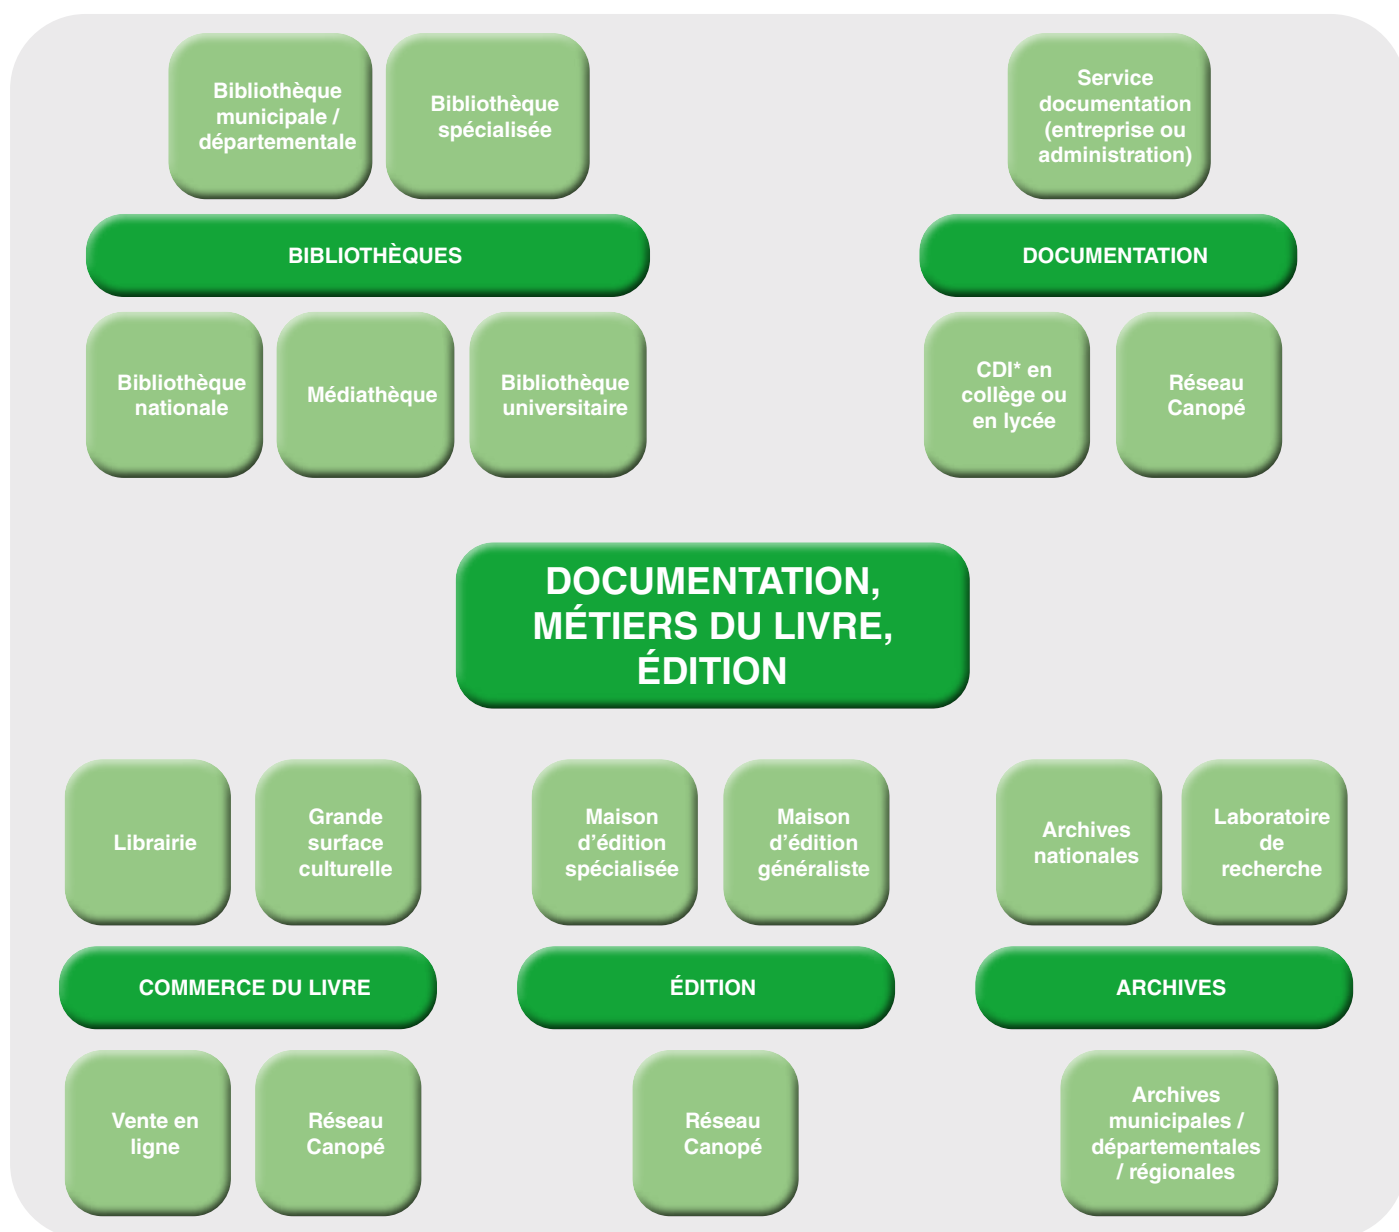 Bibliothèque
municipale /
départementale
Bibliothèque
spécialisée
Service
documentation
(entreprise ou
administration)
BIBLIOTHÈQUES
DOCUMENTATION
Bibliothèque
nationale
Médiathèque
Bibliothèque
universitaire
CDI* en
collège ou
en lycée
Réseau
Canopé
DOCUMENTATION,
MÉTIERS DU LIVRE,
ÉDITION
Librairie
Grande
surface
culturelle
Maison
d’édition
spécialisée
Maison
d’édition
généraliste
Archives
nationales
Laboratoire
de
recherche
COMMERCE DU LIVRE
ÉDITION
ARCHIVES
Vente en
ligne
Réseau
Canopé
Réseau
Canopé
Archives
municipales /
départementales
/ régionales